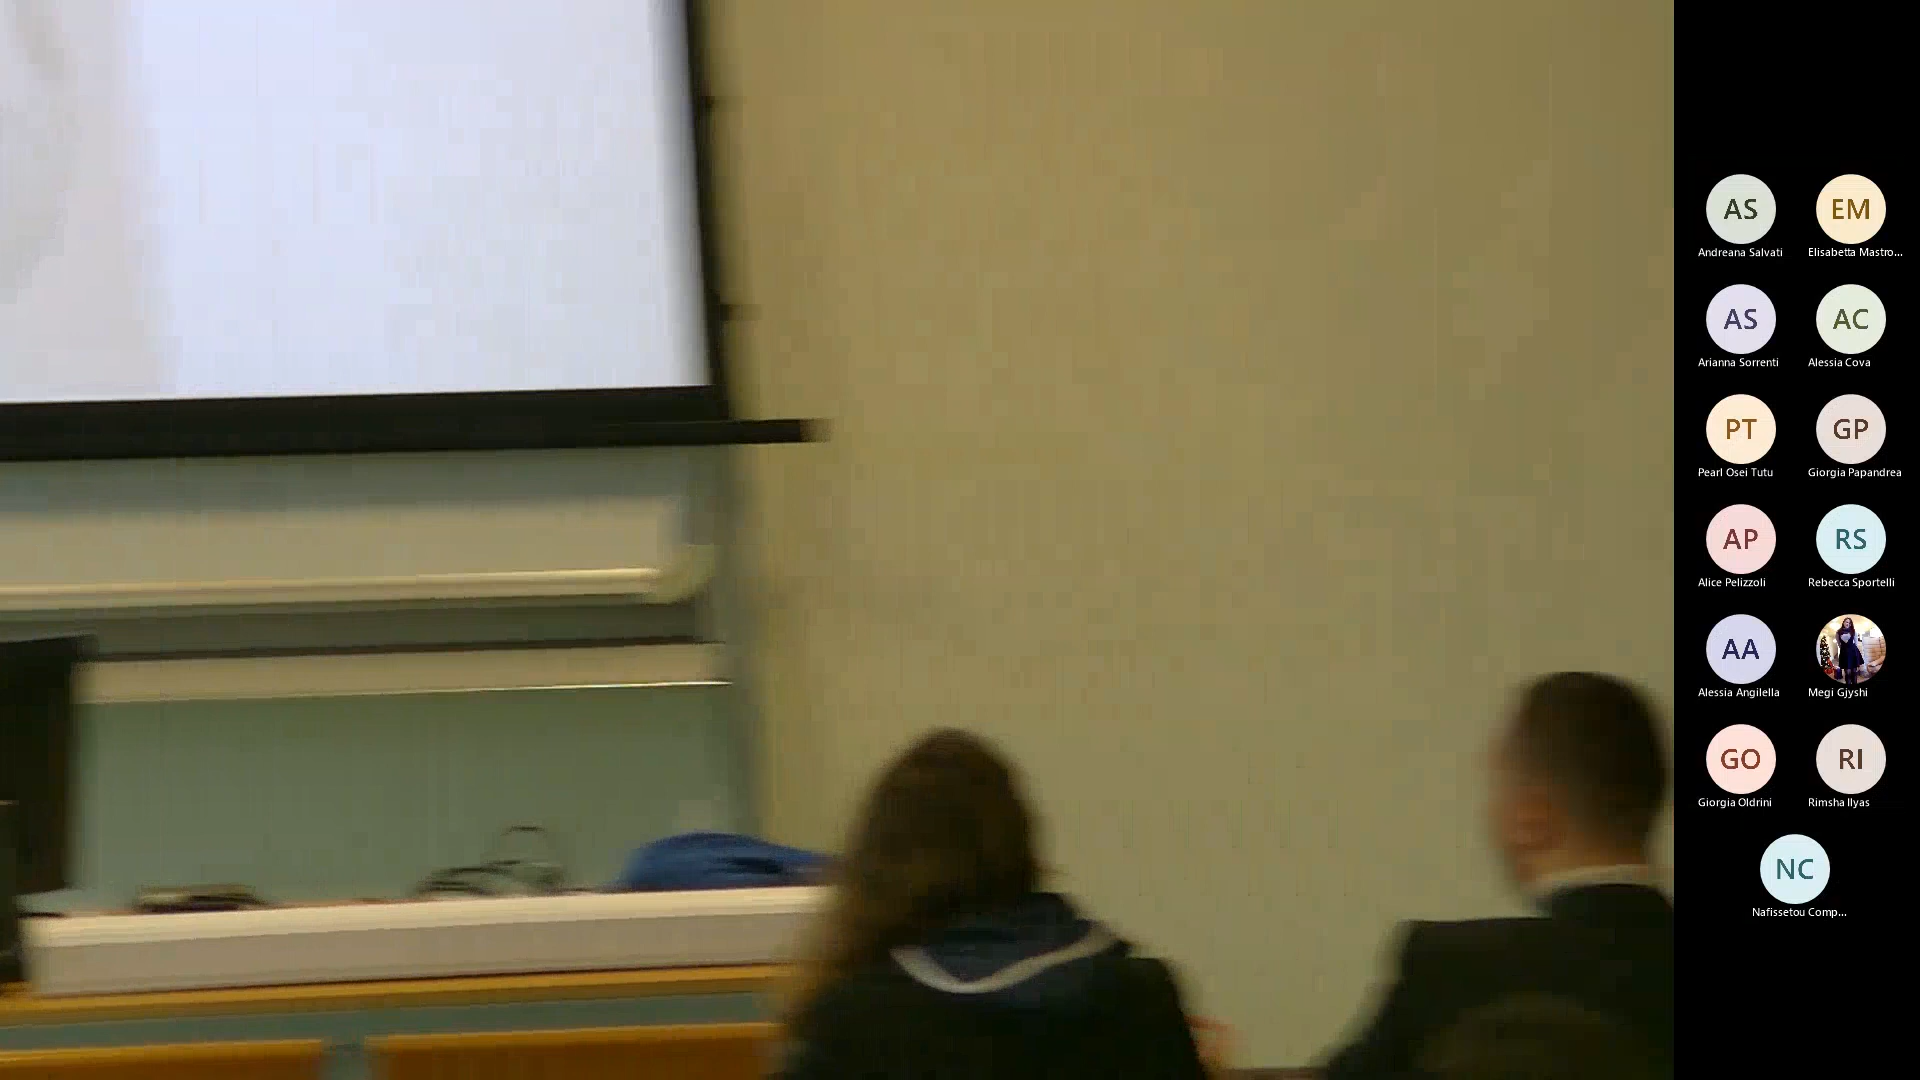 AS EM
Andreana Salvati Elisabetta Mastro...
AS AC
Arianna Sorrenti Alessia Cova
PT GP
Pearl Osei Tutu Giorgia Papandrea
AP RS
Alice Pelizzoli Rebecca Sportelli
AA
Alessia Angilella Megi Gjyshi
GO RI
Giorgia Oldrini Rimsha Ilyas
NC
Nafissetou Comp...